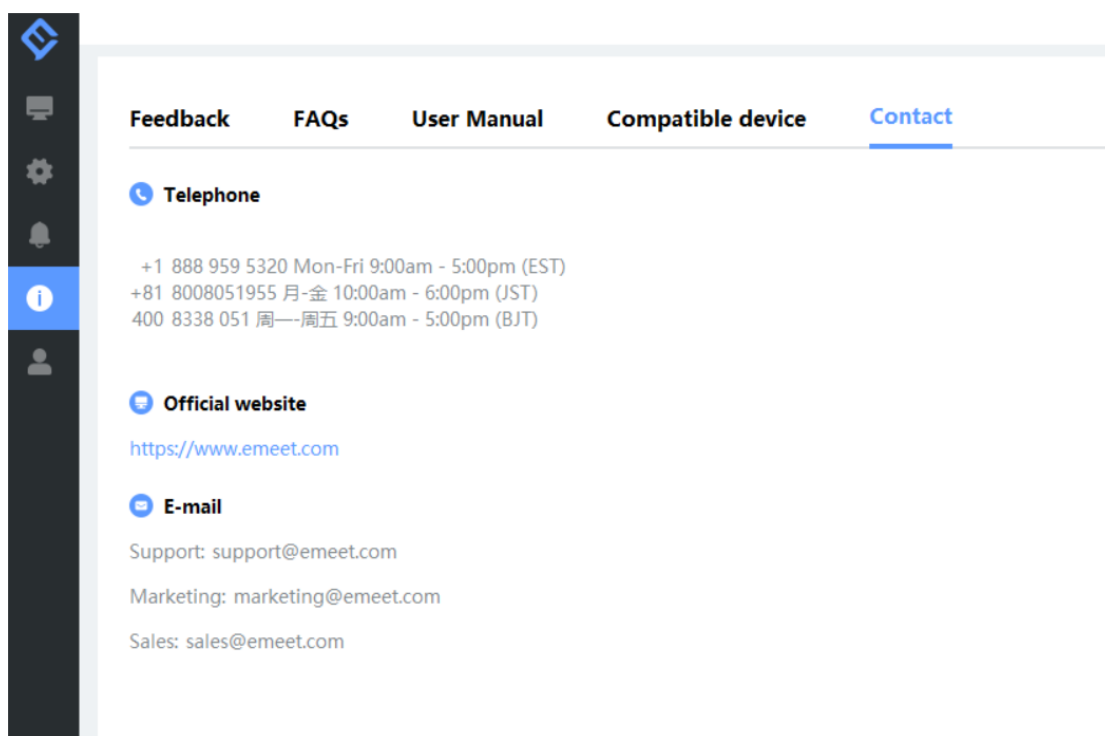 Feedback FAQs User Manual Compatible device Contact
Telephone
+1 888 959 5320 Mon-Fri 9:00am - 5:00pm (EST)
+81 8008051955 月-金 10:00am - 6:00pm (JST)
400 8338 051 周一-周五 9:00am - 5:00pm (BJT)
Official website
https://www.emeet.com
E-mail
Support: support@emeet.com
Marketing: marketing@emeet.com
Sales: sales@emeet.com